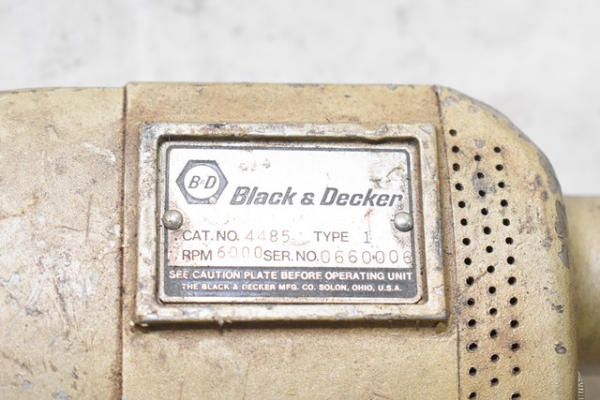 B&D
Black & Decker
CAT. NO. 4485 TYPE 1
RPM 6000 SER. NO. 0660006
SEE CAUTION PLATE BEFORE OPERATING UNIT
THE BLACK & DECKER MFG. CO. SOLON, OHIO, U.S.A.